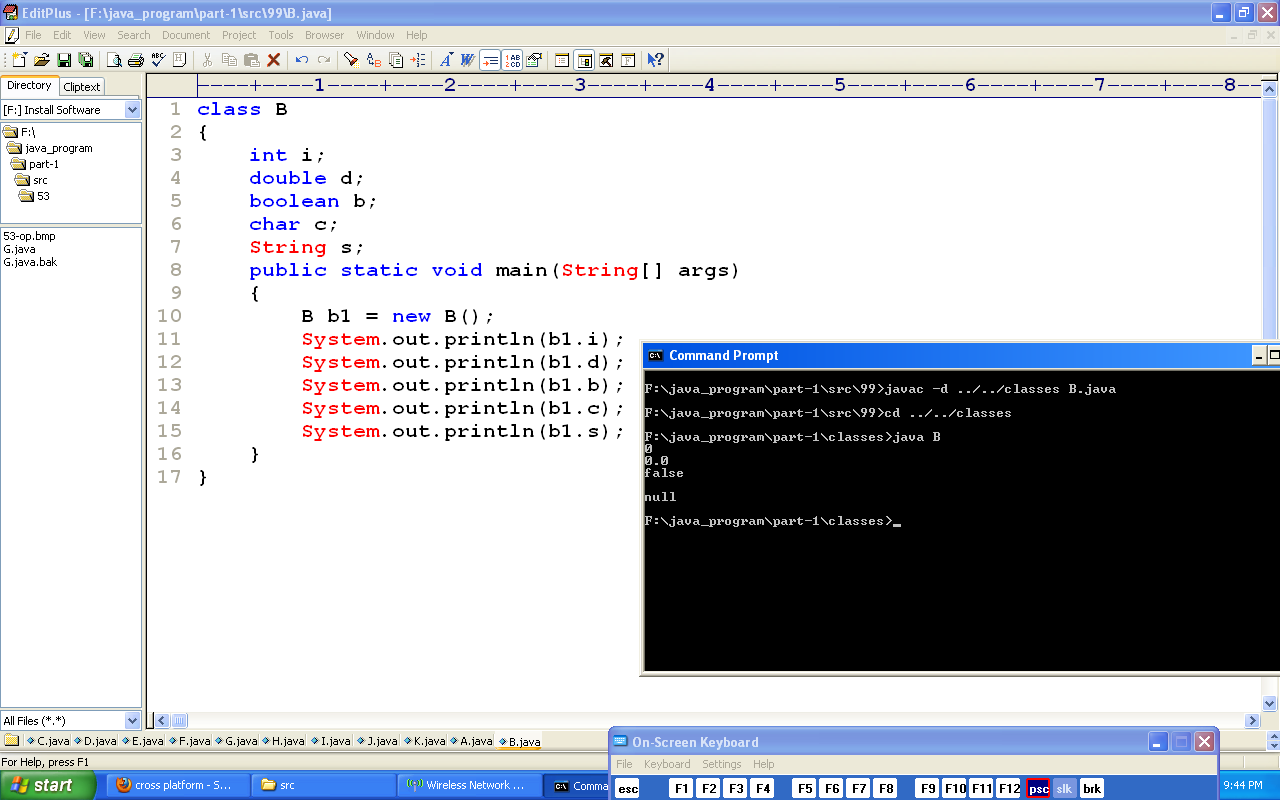 EditPlus - [F:\java_program\part-1\src\99\B.java]
File Edit View Search Document Project Tools Browser Window Help
Directory Cliptext
[F:] Install Software
F:\
java_program
part-1
src
53
53-op.bmp
G.java
G.java.bak
All Files (*.*)
----+----1----+----2----+----3----+----4----+----5----+----6----+----7----+----8--
1 class B
2 {
3 int i;
4 double d;
5 boolean b;
6 char c;
7 String s;
8 public static void main(String[] args)
9 {
10 B b1 = new B();
11 System.out.println(b1.i);
12 System.out.println(b1.d);
13 System.out.println(b1.b);
14 System.out.println(b1.c);
15 System.out.println(b1.s);
16 }
17 }
Command Prompt
F:\java_program\part-1\src\99>javac -d ../../classes B.java
F:\java_program\part-1\src\99>cd ../../classes
F:\java_program\part-1\classes>java B
0
0.0
false
null
F:\java_program\part-1\classes>_
C.java D.java E.java F.java G.java H.java I.java J.java K.java A.java B.java
For Help, press F1
On-Screen Keyboard
File Keyboard Settings Help
esc F1 F2 F3 F4 F5 F6 F7 F8 F9 F10 F11 F12 psc slk brk
start cross platform - S... src Wireless Network ... Comma 9:44 PM